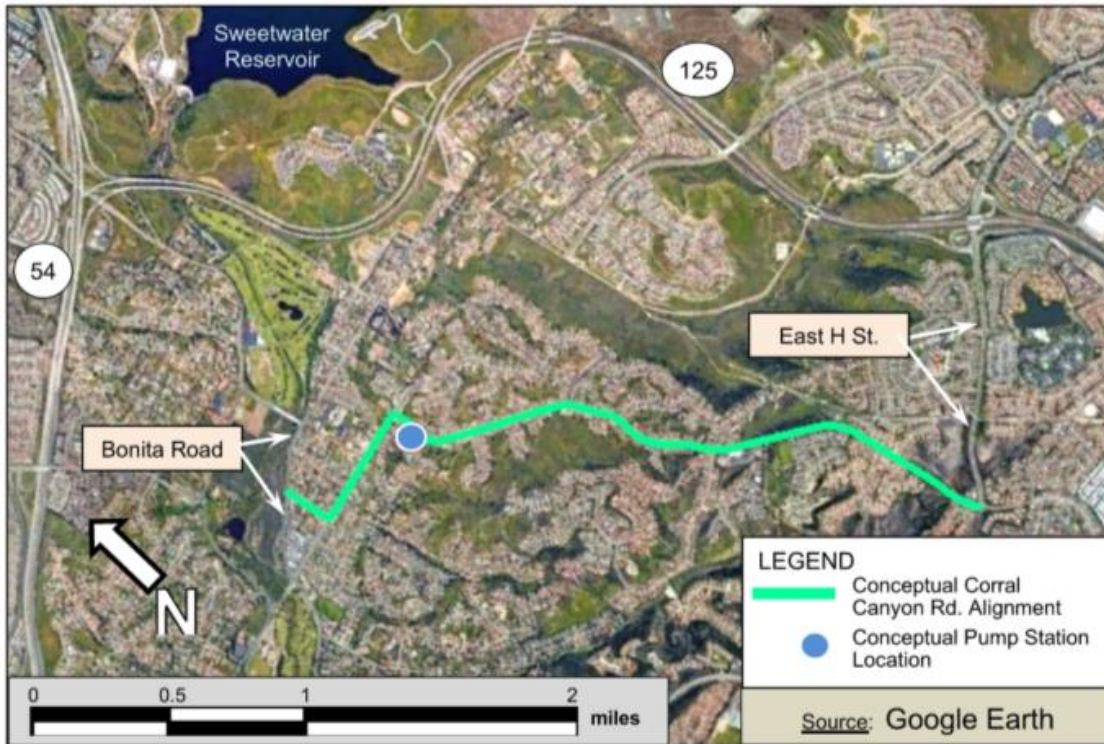 Sweetwater
Reservoir
125
54
East H St.
Bonita Road
N
LEGEND
Conceptual Corral
Canyon Rd. Alignment
Conceptual Pump Station
Location
0 0.5 1 2
miles
Source: Google Earth